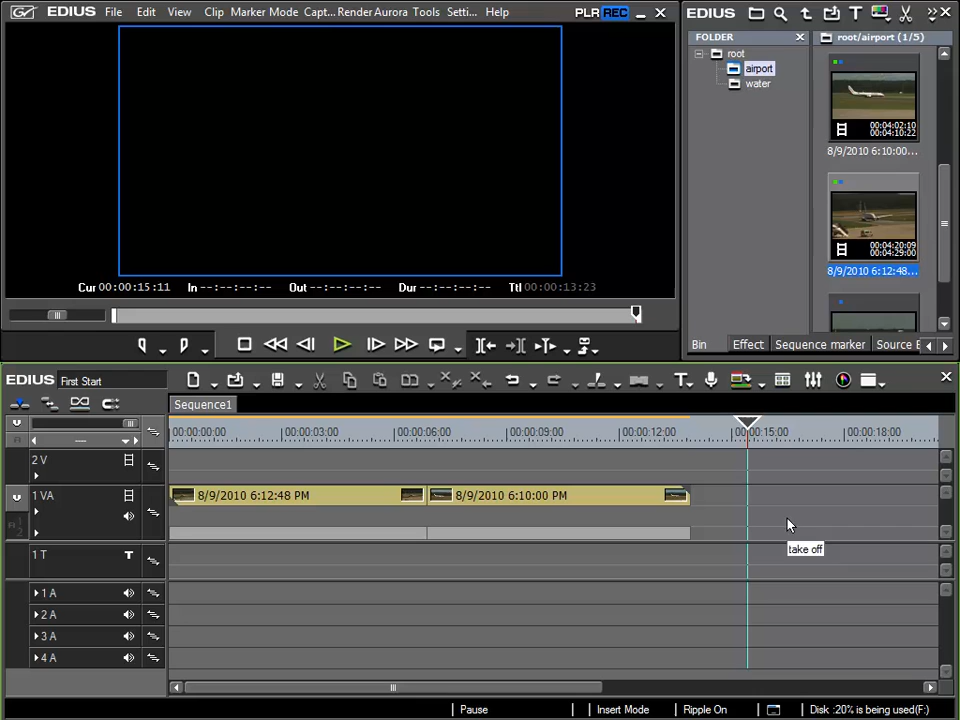 EDIUS File Edit View Clip Marker Mode Capt... Render Aurora Tools Setti... Help PLR REC
Cur 00:00:15:11 In --:--:--:-- Out --:--:--:-- Dur --:--:--:-- Ttl 00:00:13:23
EDIUS
FOLDER
root
airport
water
root/airport (1/5)
00:04:02:10
00:04:10:22
8/9/2010 6:10:00...
00:04:20:09
00:04:29:00
8/9/2010 6:12:48...
Bin Effect Sequence marker Source E
EDIUS First Start
Sequence1
00:00:00:00 00:00:03:00 00:00:06:00 00:00:09:00 00:00:12:00 00:00:15:00 00:00:18:00
2 V
1 VA
8/9/2010 6:12:48 PM 8/9/2010 6:10:00 PM
take off
1 T T
1 A
2 A
3 A
4 A
Pause Insert Mode Ripple On Disk :20% is being used(F:)